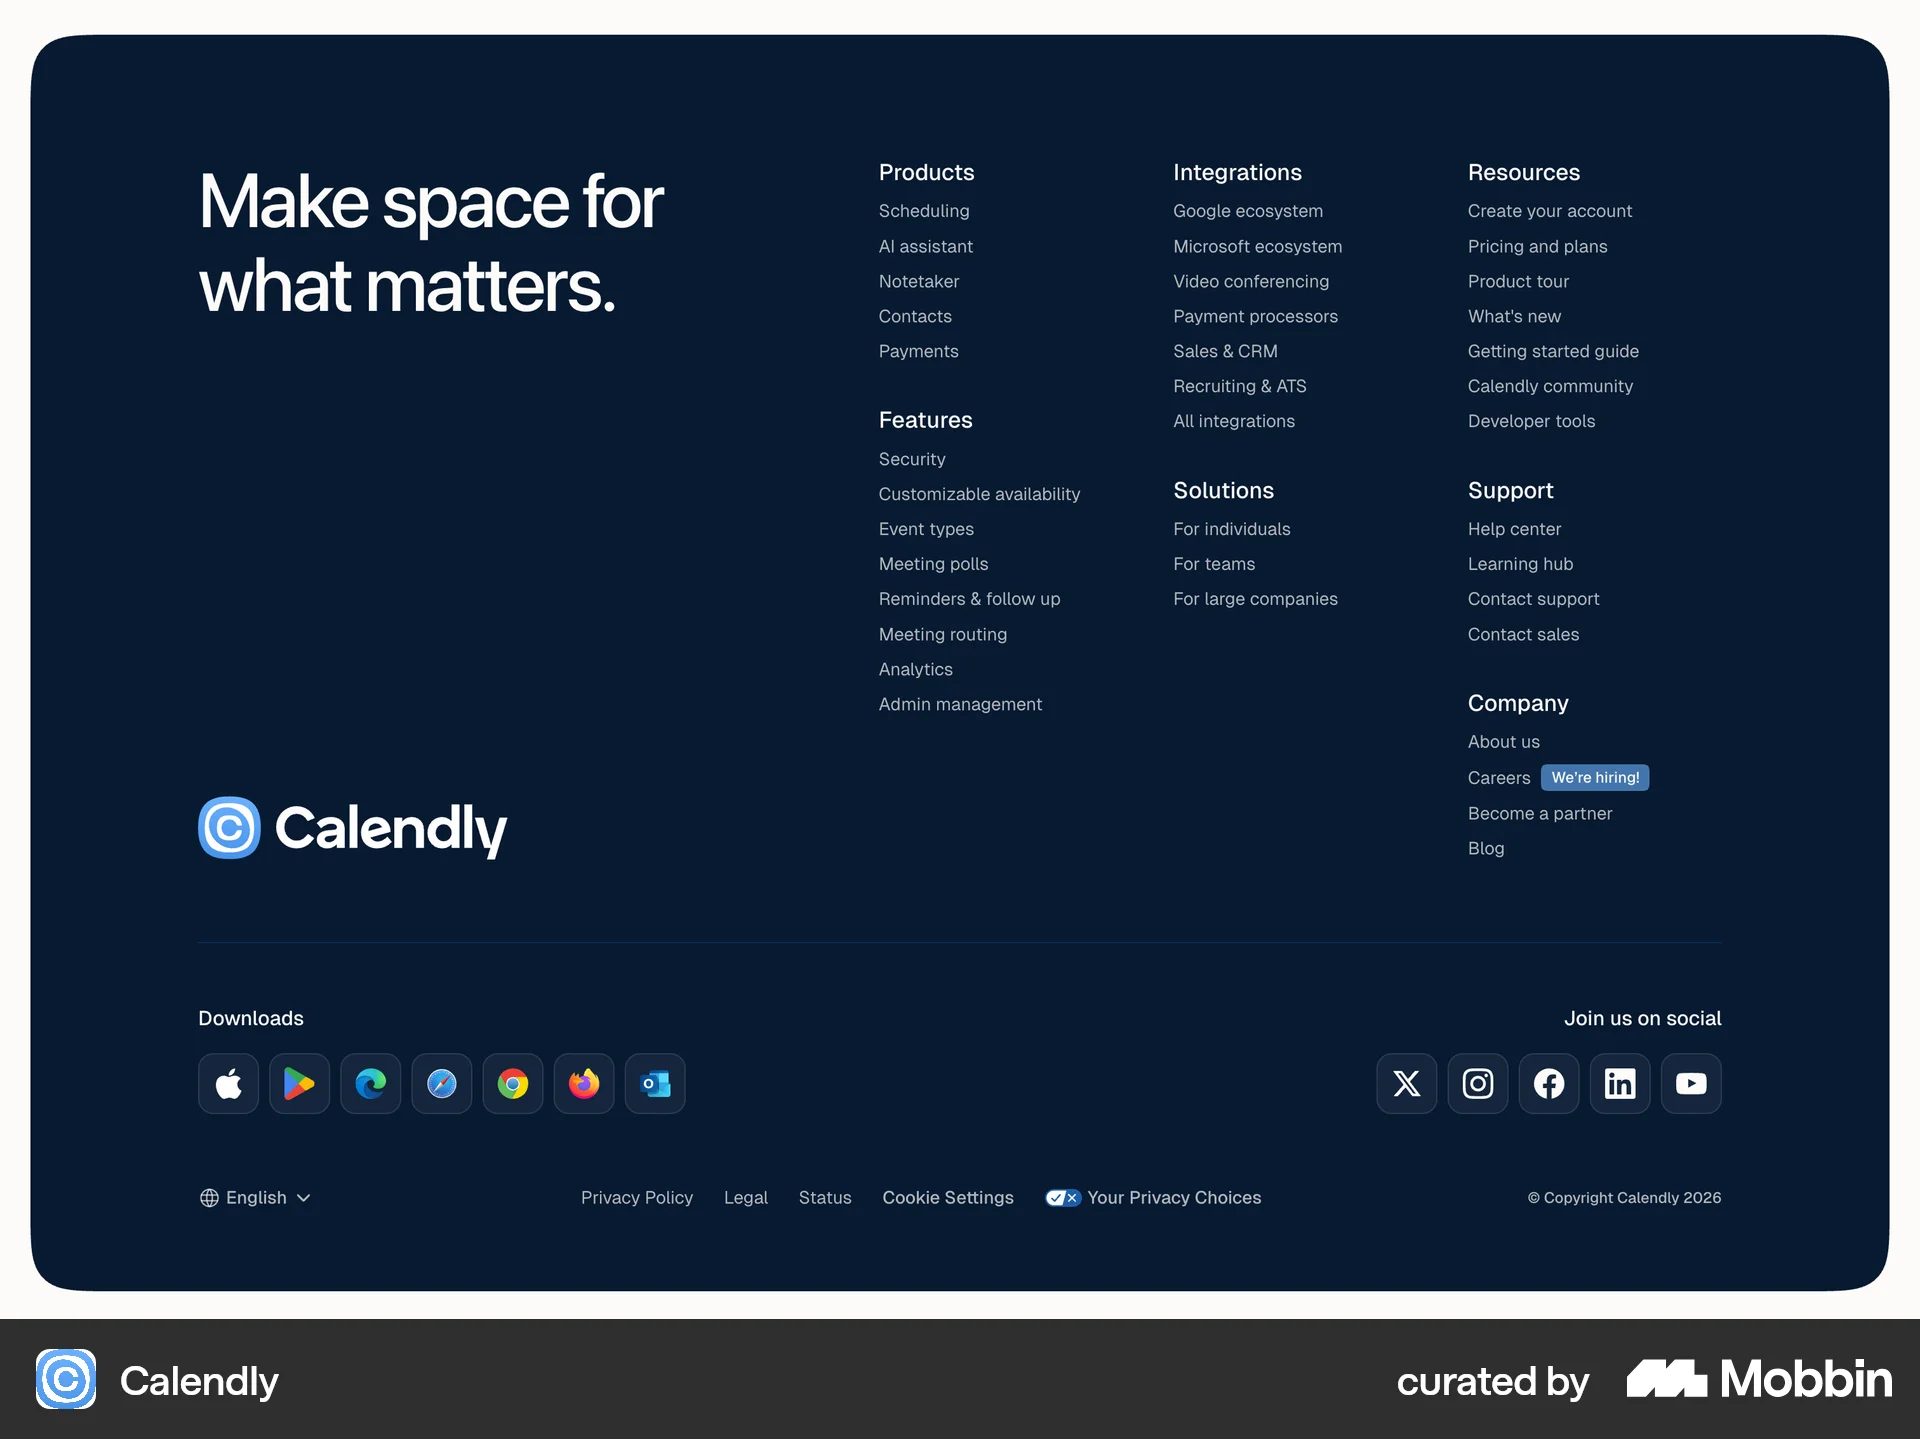 Make space for
what matters.
Calendly
Products
Scheduling
AI assistant
Notetaker
Contacts
Payments
Features
Security
Customizable availability
Event types
Meeting polls
Reminders & follow up
Meeting routing
Analytics
Admin management
Integrations
Google ecosystem
Microsoft ecosystem
Video conferencing
Payment processors
Sales & CRM
Recruiting & ATS
All integrations
Solutions
For individuals
For teams
For large companies
Resources
Create your account
Pricing and plans
Product tour
What's new
Getting started guide
Calendly community
Developer tools
Support
Help center
Learning hub
Contact support
Contact sales
Company
About us
Careers We're hiring!
Become a partner
Blog
Downloads
Join us on social
English
Privacy Policy Legal Status Cookie Settings Your Privacy Choices
© Copyright Calendly 2026
Calendly
curated by Mobbin